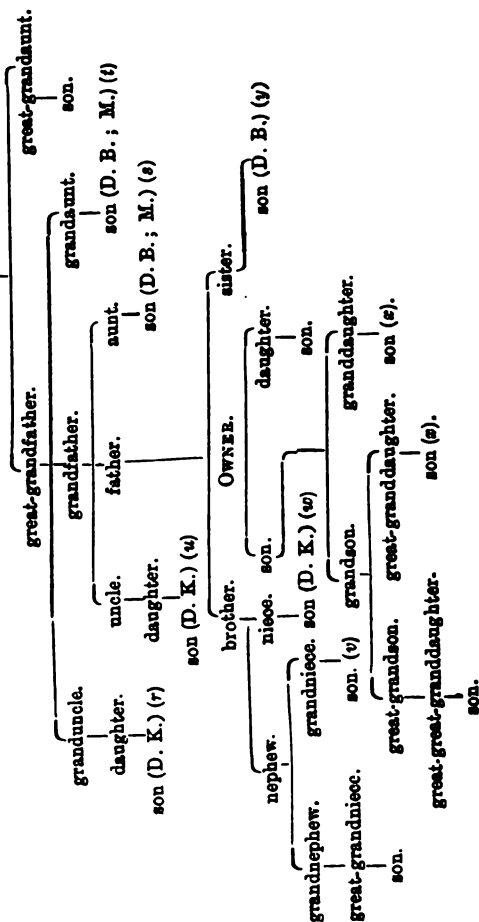 great-grandfather. great-grandaunt.
granduncle. grandfather. grandaunt. son.
daughter. uncle. father. aunt. son (D. B.; M.) (t)
son (D. K.) (r) daughter. son (D. B.; M.) (s)
son (D. K.) (u)
brother. OWNER. sister.
nephew. niece. son. daughter. son (D. B.) (y)
grandnephew. grandniece. son (D. K.) (w) son.
great-grandniece. son. (v) grandson. granddaughter.
son. great-grandson. great-granddaughter. son (x).
great-great-granddaughter. son (x).
son.